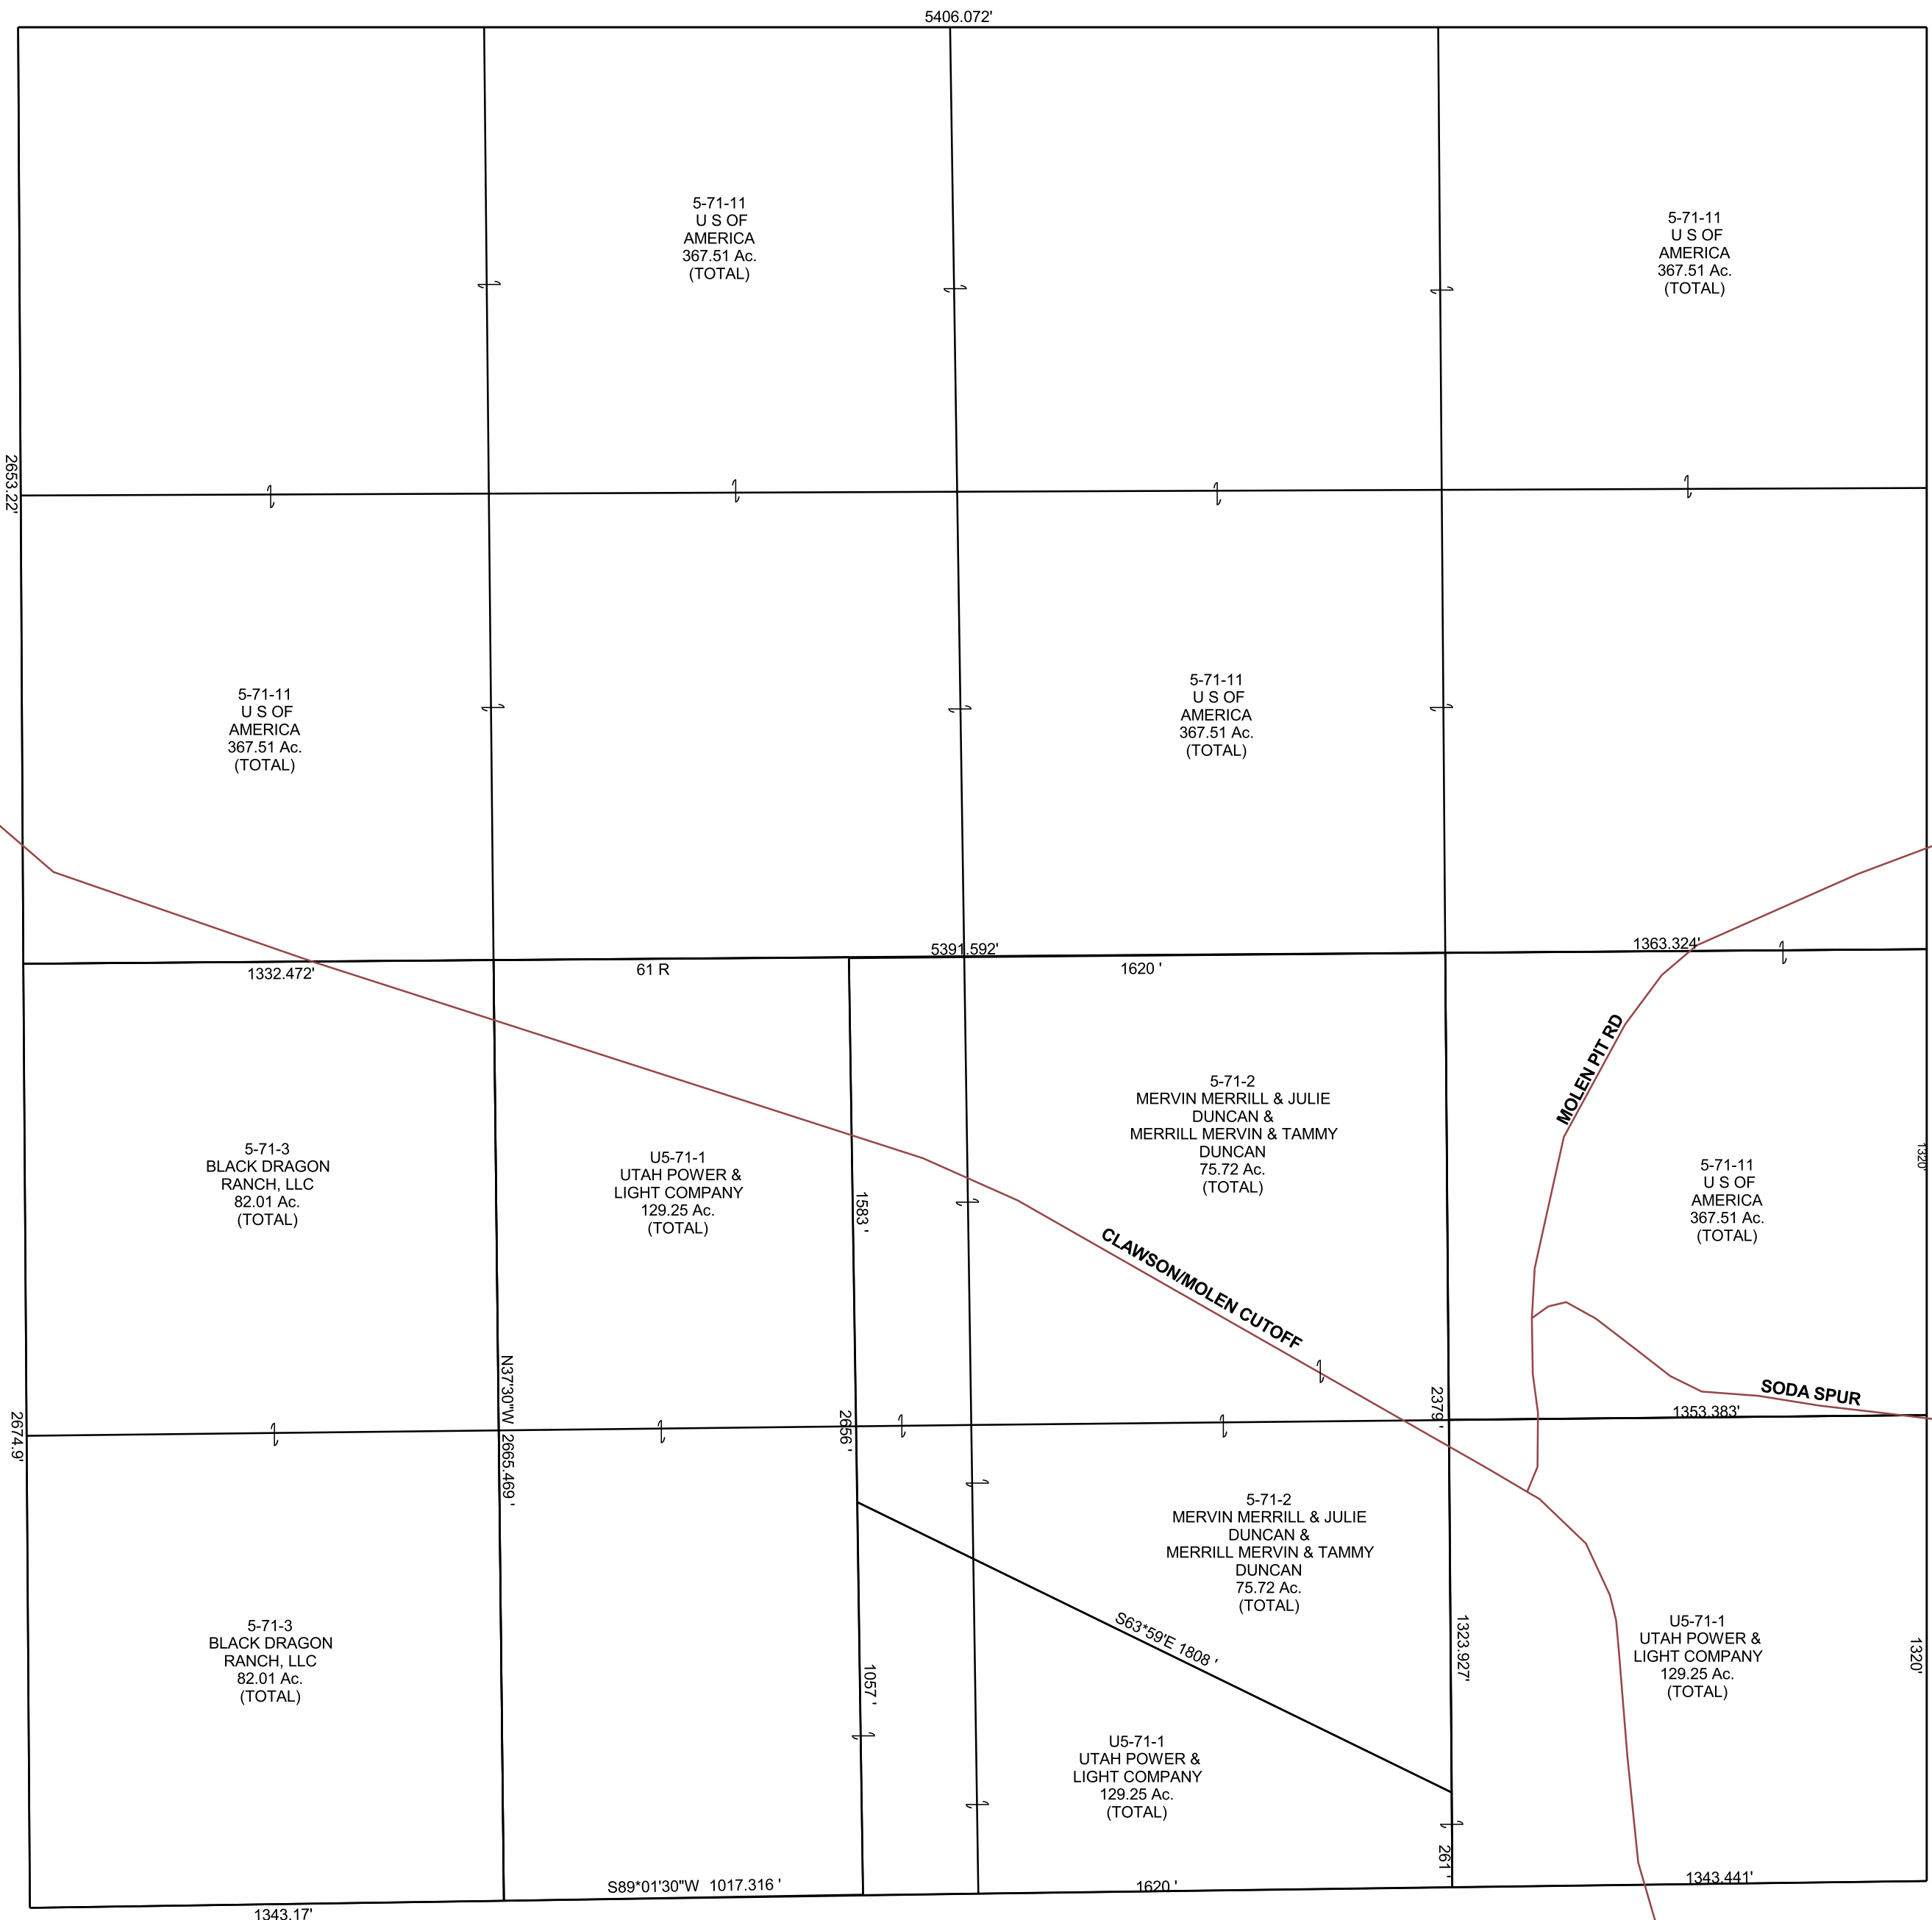 5406.072'
5-71-11
U S OF
AMERICA
367.51 Ac.
(TOTAL)
5-71-11
U S OF
AMERICA
367.51 Ac.
(TOTAL)
2653.22'
5-71-11
U S OF
AMERICA
367.51 Ac.
(TOTAL)
5-71-11
U S OF
AMERICA
367.51 Ac.
(TOTAL)
1332.472'
61 R
5391.592'
1620 '
1363.324'
MOLEN PIT RD
5-71-3
BLACK DRAGON
RANCH, LLC
82.01 Ac.
(TOTAL)
U5-71-1
UTAH POWER &
LIGHT COMPANY
129.25 Ac.
(TOTAL)
1583 '
5-71-2
MERVIN MERRILL & JULIE
DUNCAN &
MERRILL MERVIN & TAMMY
DUNCAN
75.72 Ac.
(TOTAL)
5-71-11
U S OF
AMERICA
367.51 Ac.
(TOTAL)
1320'
CLAWSON/MOLEN CUTOFF
SODA SPUR
2674.9'
N37'30"W 2665.469 '
2656 '
2379 '
1353.383'
5-71-2
MERVIN MERRILL & JULIE
DUNCAN &
MERRILL MERVIN & TAMMY
DUNCAN
75.72 Ac.
(TOTAL)
5-71-3
BLACK DRAGON
RANCH, LLC
82.01 Ac.
(TOTAL)
1057 '
S63*59'E 1808 '
1323.927'
U5-71-1
UTAH POWER &
LIGHT COMPANY
129.25 Ac.
(TOTAL)
1320'
U5-71-1
UTAH POWER &
LIGHT COMPANY
129.25 Ac.
(TOTAL)
261 '
1343.17'
S89*01'30"W 1017.316 '
1620.'
1343.441'